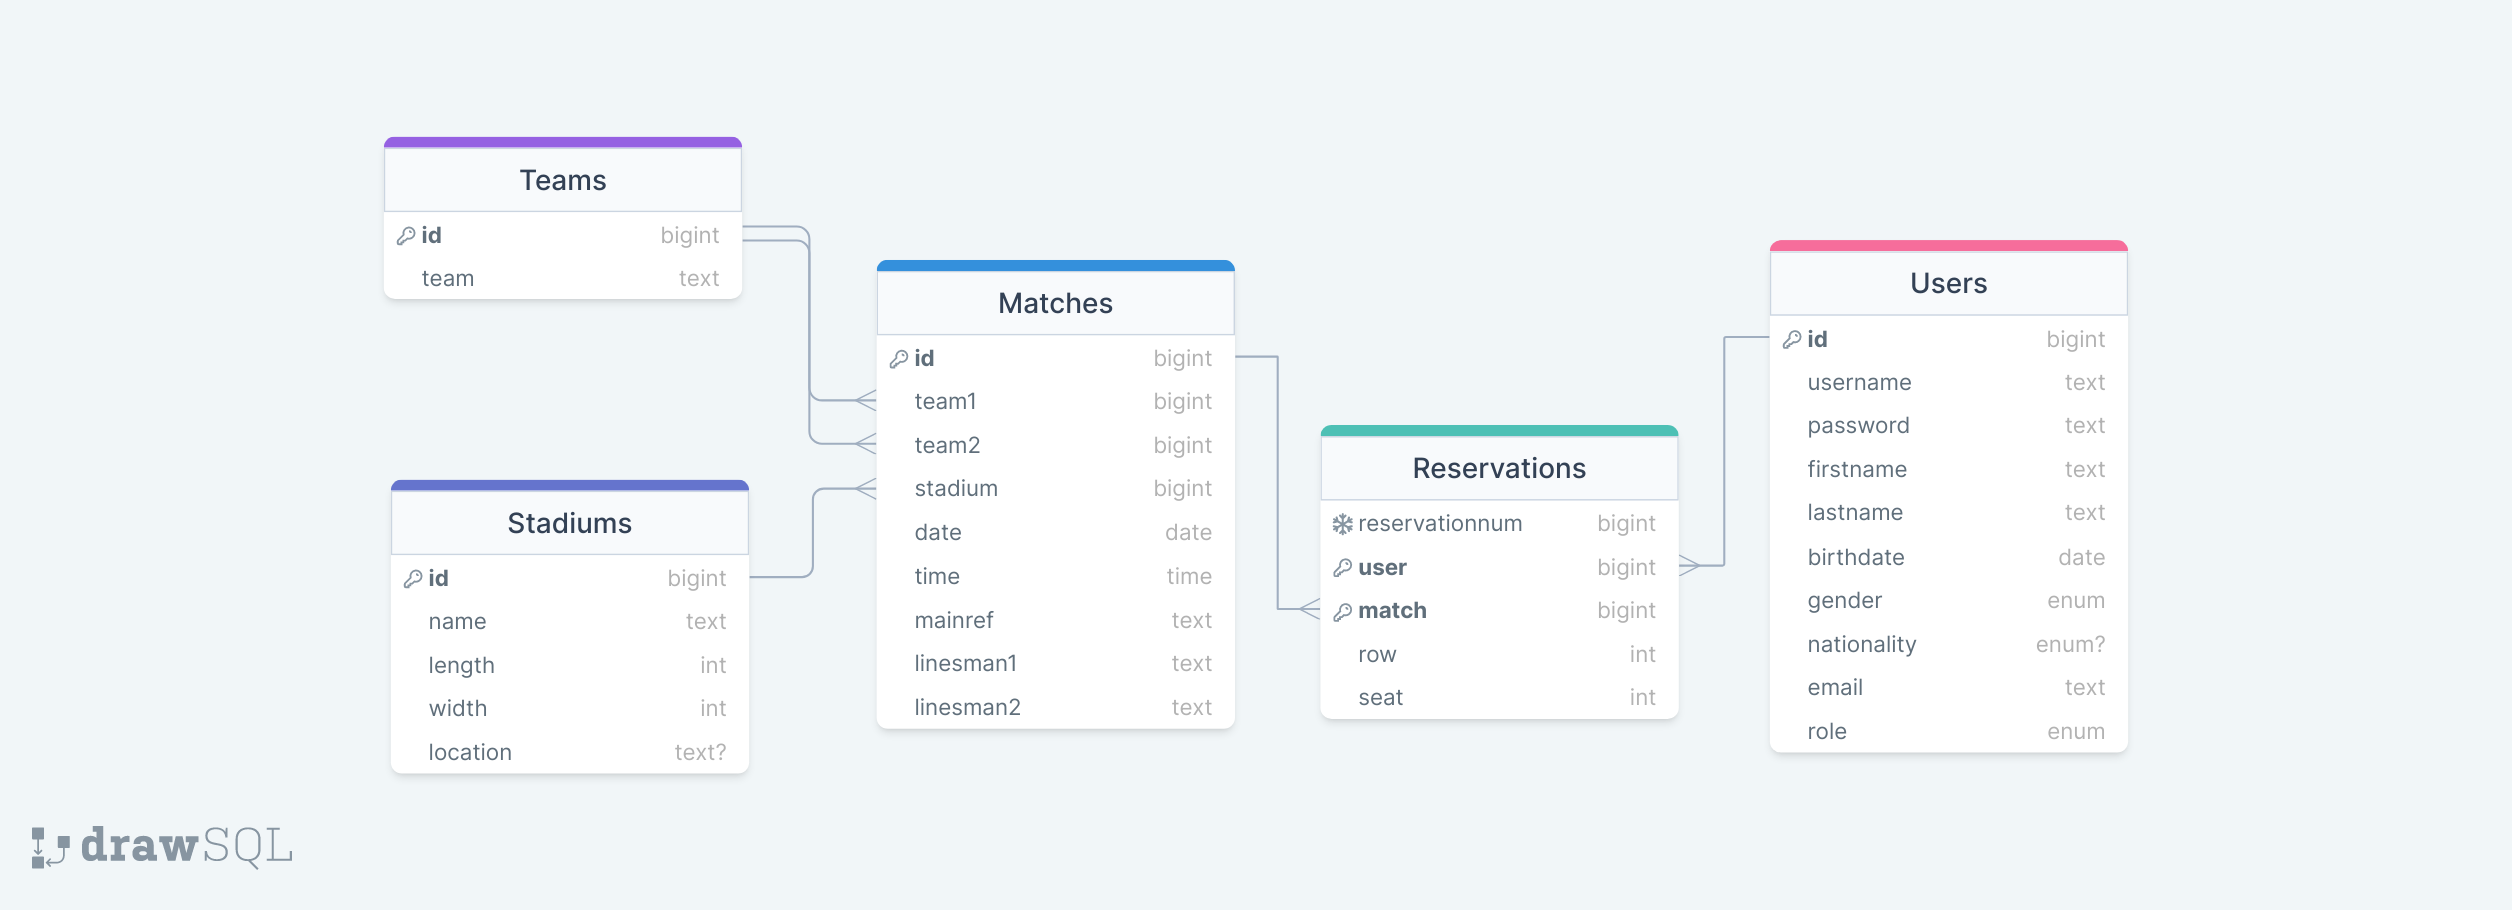 Teams
id bigint
team text
Matches
id bigint
team1 bigint
team2 bigint
stadium bigint
date date
time time
mainref text
linesman1 text
linesman2 text
Stadiums
id bigint
name text
length int
width int
location text?
Reservations
reservationnum bigint
user bigint
match bigint
row int
seat int
Users
id bigint
username text
password text
firstname text
lastname text
birthdate date
gender enum
nationality enum?
email text
role enum
drawSQL